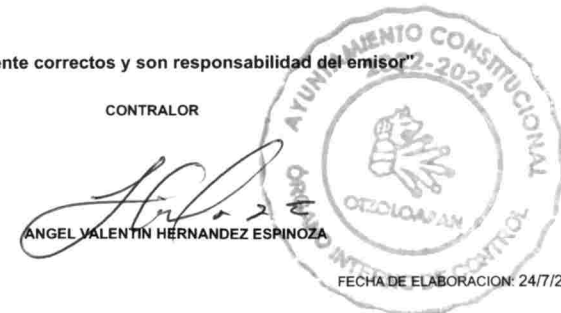 ente correctos y son responsabilidad del emisor"
CONTRALOR
ANGEL VALENTIN HERNANDEZ ESPINOZA
AYUNTAMIENTO CONSTITUCIONAL
2022-2024
OTZOLOAPAN
ÓRGANO INTERNO DE CONTROL
FECHA DE ELABORACION: 24/7/2